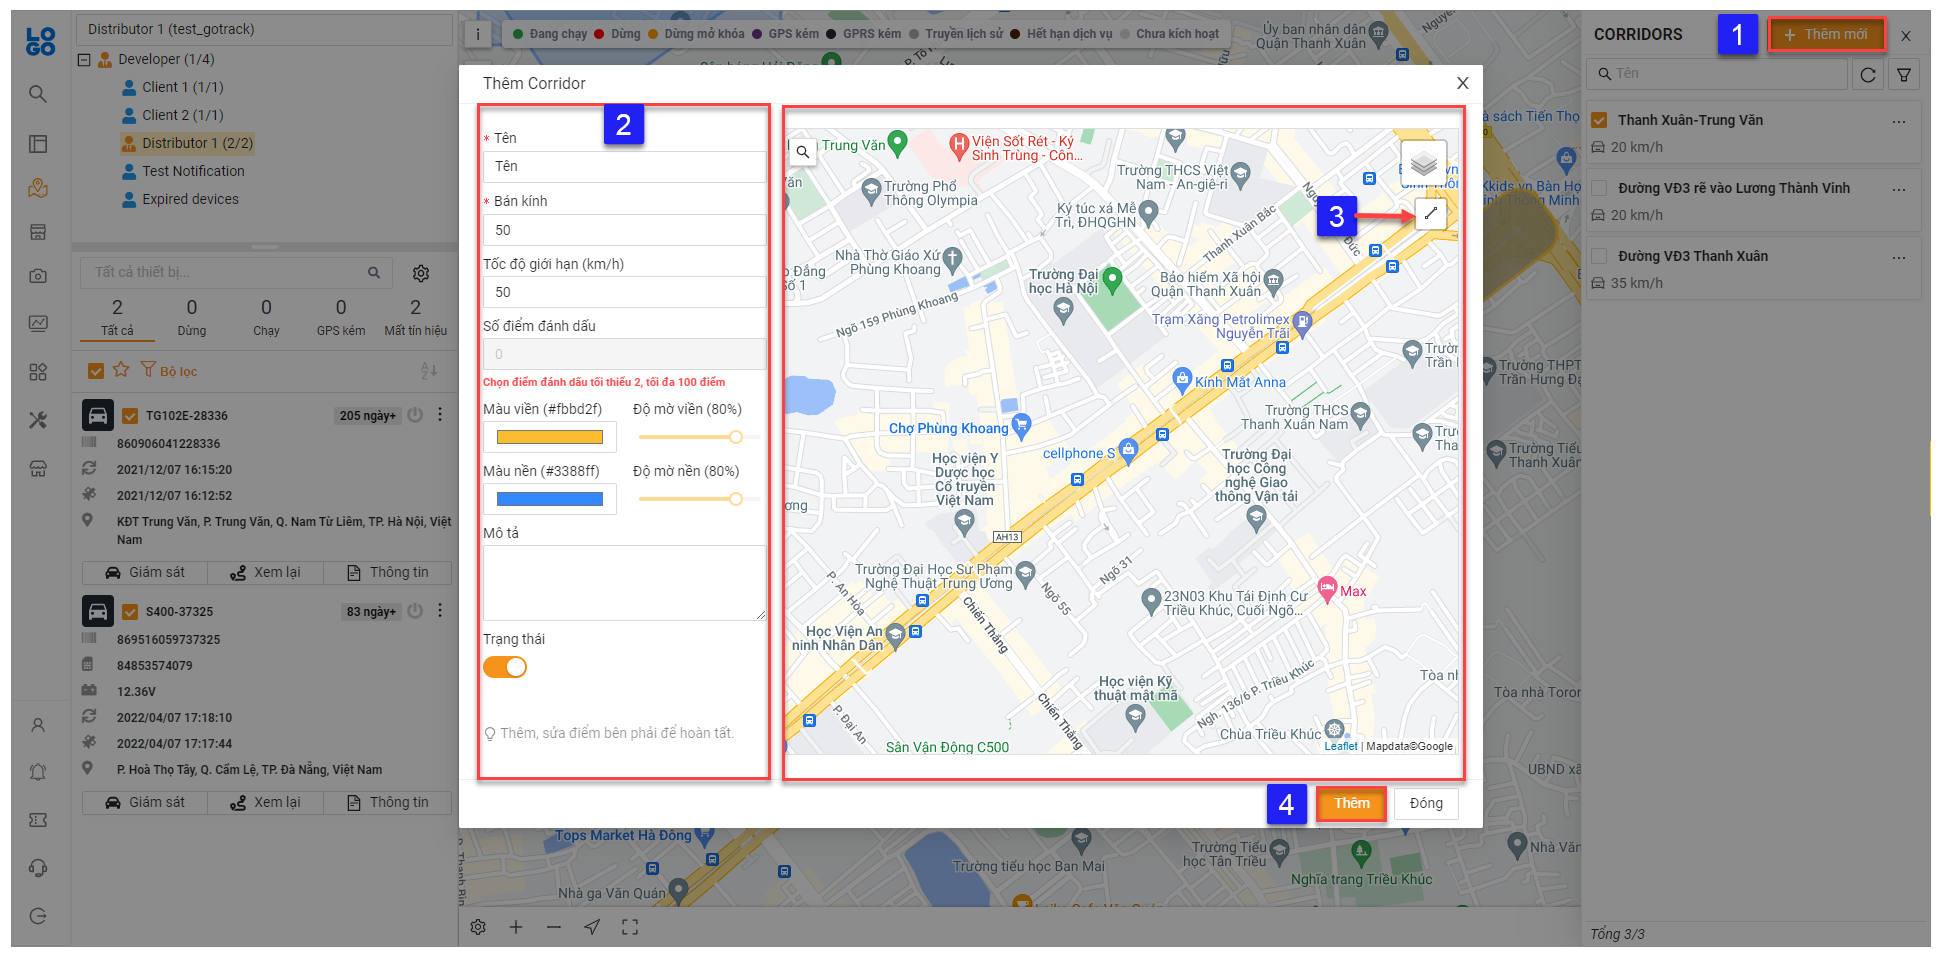 LO
GO
Distributor 1 (test_gotrack)
Developer (1/4)
Client 1 (1/1)
Client 2 (1/1)
Distributor 1 (2/2)
Test Notification
Expired devices
Tất cả thiết bị...
2
0
0
0
2
Tất cả
Dừng
Chạy
GPS kém
Mất tín hiệu
Bộ lọc
TG102E-28336
205 ngày+
860906041228336
2021/12/07 16:15:20
2021/12/07 16:12:52
KĐT Trung Văn, P. Trung Văn, Q. Nam Từ Liêm, TP. Hà Nội, Việt
Nam
Giám sát
Xem lại
Thông tin
S400-37325
83 ngày+
869516059737325
84853574079
12.36V
2022/04/07 17:18:10
2022/04/07 17:17:44
P. Hoà Thọ Tây, Q. Cẩm Lệ, TP. Đà Nẵng, Việt Nam
Giám sát
Xem lại
Thông tin
i
Đang chạy
Dừng
Dừng mở khóa
GPS kém
GPRS kém
Truyền lịch sử
Hết hạn dịch vụ
Chưa kích hoạt
Ủy ban nhân dân
Quận Thanh Xuân
Thêm Corridor
X
2
* Tên
Tên
* Bán kính
50
Tốc độ giới hạn (km/h)
50
Số điểm đánh dấu
0
Chọn điểm đánh dấu tối thiểu 2, tối đa 100 điểm
Màu viền (#fbbd2f)
Độ mờ viền (80%)
Màu nền (#3388ff)
Độ mờ nền (80%)
Mô tả
Trạng thái
Thêm, sửa điểm bên phải để hoàn tất.
Trung Văn
Viện Sốt Rét - Ký
Sinh Trùng - Côn...
Trường THCS Việt
Nam - An-giê-ri
Trường Phổ
Thông Olympia
Ký túc xá Mễ
Trì, ĐHQGHN
3
Thanh Xuân Bắc
Nhà Thờ Giáo Xứ
Phùng Khoang
Trường Đại
học Hà Nội
Bảo hiểm Xã hội
Quận Thanh Xuân
Ngõ 159 Phùng Khoang
Trạm Xăng Petrolimex
Nguyễn Trãi
Kính Mắt Anna
Trường THCS
Thanh Xuân Nam
Chợ Phùng Khoang
cellphone S
Học viện Y
Dược học
Cổ truyền
Việt Nam
Trường Đại
học Công
nghệ Giao
thông Vận tải
AH13
Trường Đại Học Sư Phạm
Nghệ Thuật Trung Ương
Ngõ 31
Ngõ 55
P. An Hòa
Chiến Thắng
23N03 Khu Tái Định Cư
Triều Khúc, Cuối Ngõ...
Max
Học Viện An
ninh Nhân Dân
Học viện Kỹ
thuật mật mã
Ngh. 136/6 P. Triều Khúc
Chiến Thắng
P. Đại An
Chùa Triều Khúc
Sân Vận Động C500
Leaflet | Mapdata©Google
4
Thêm
Đóng
Tops Market Hà Đông
Trường tiểu học Ban Mai
Trường Tiểu
học Tân Triều
Nghĩa trang Triều Khúc
Nhà ga Văn Quán
Tòa nhà
UBND xã
Nhà Văn
CORRIDORS
1
+ Thêm mới
X
Tên
Thanh Xuân-Trung Văn
20 km/h
Đường VĐ3 rẽ vào Lương Thành Vinh
20 km/h
Đường VĐ3 Thanh Xuân
35 km/h
Tổng 3/3